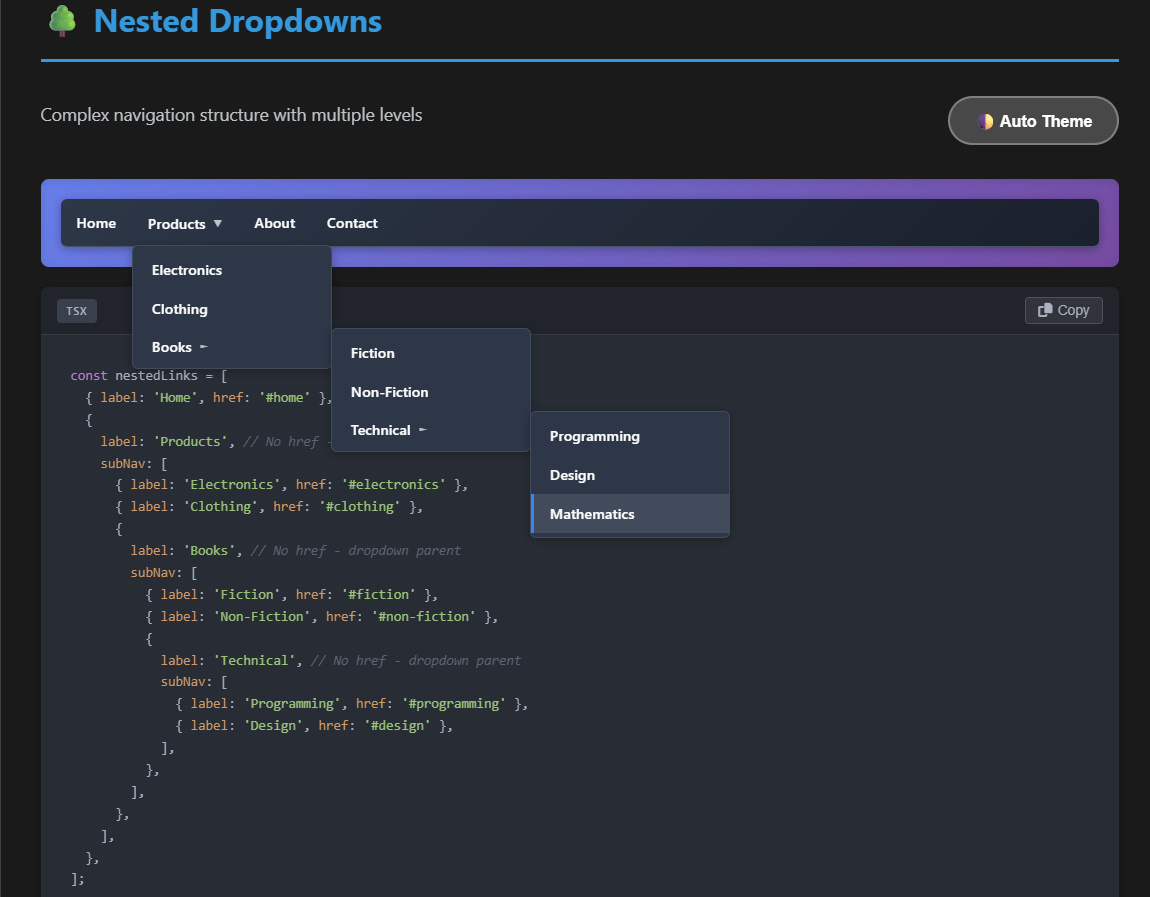 Nested Dropdowns
Complex navigation structure with multiple levels
Auto Theme
Home Products ▼ About Contact
Electronics
Clothing
Books ►
Fiction
Non-Fiction
Technical ►
Programming
Design
Mathematics
TSX
Copy
const nestedLinks = [
  { label: 'Home', href: '#home' },
  {
    label: 'Products', // No href -
    subNav: [
      { label: 'Electronics', href: '#electronics' },
      { label: 'Clothing', href: '#clothing' },
      {
        label: 'Books', // No href - dropdown parent
        subNav: [
          { label: 'Fiction', href: '#fiction' },
          { label: 'Non-Fiction', href: '#non-fiction' },
          {
            label: 'Technical', // No href - dropdown parent
            subNav: [
              { label: 'Programming', href: '#programming' },
              { label: 'Design', href: '#design' },
            ],
          },
        ],
      },
    ],
  },
];